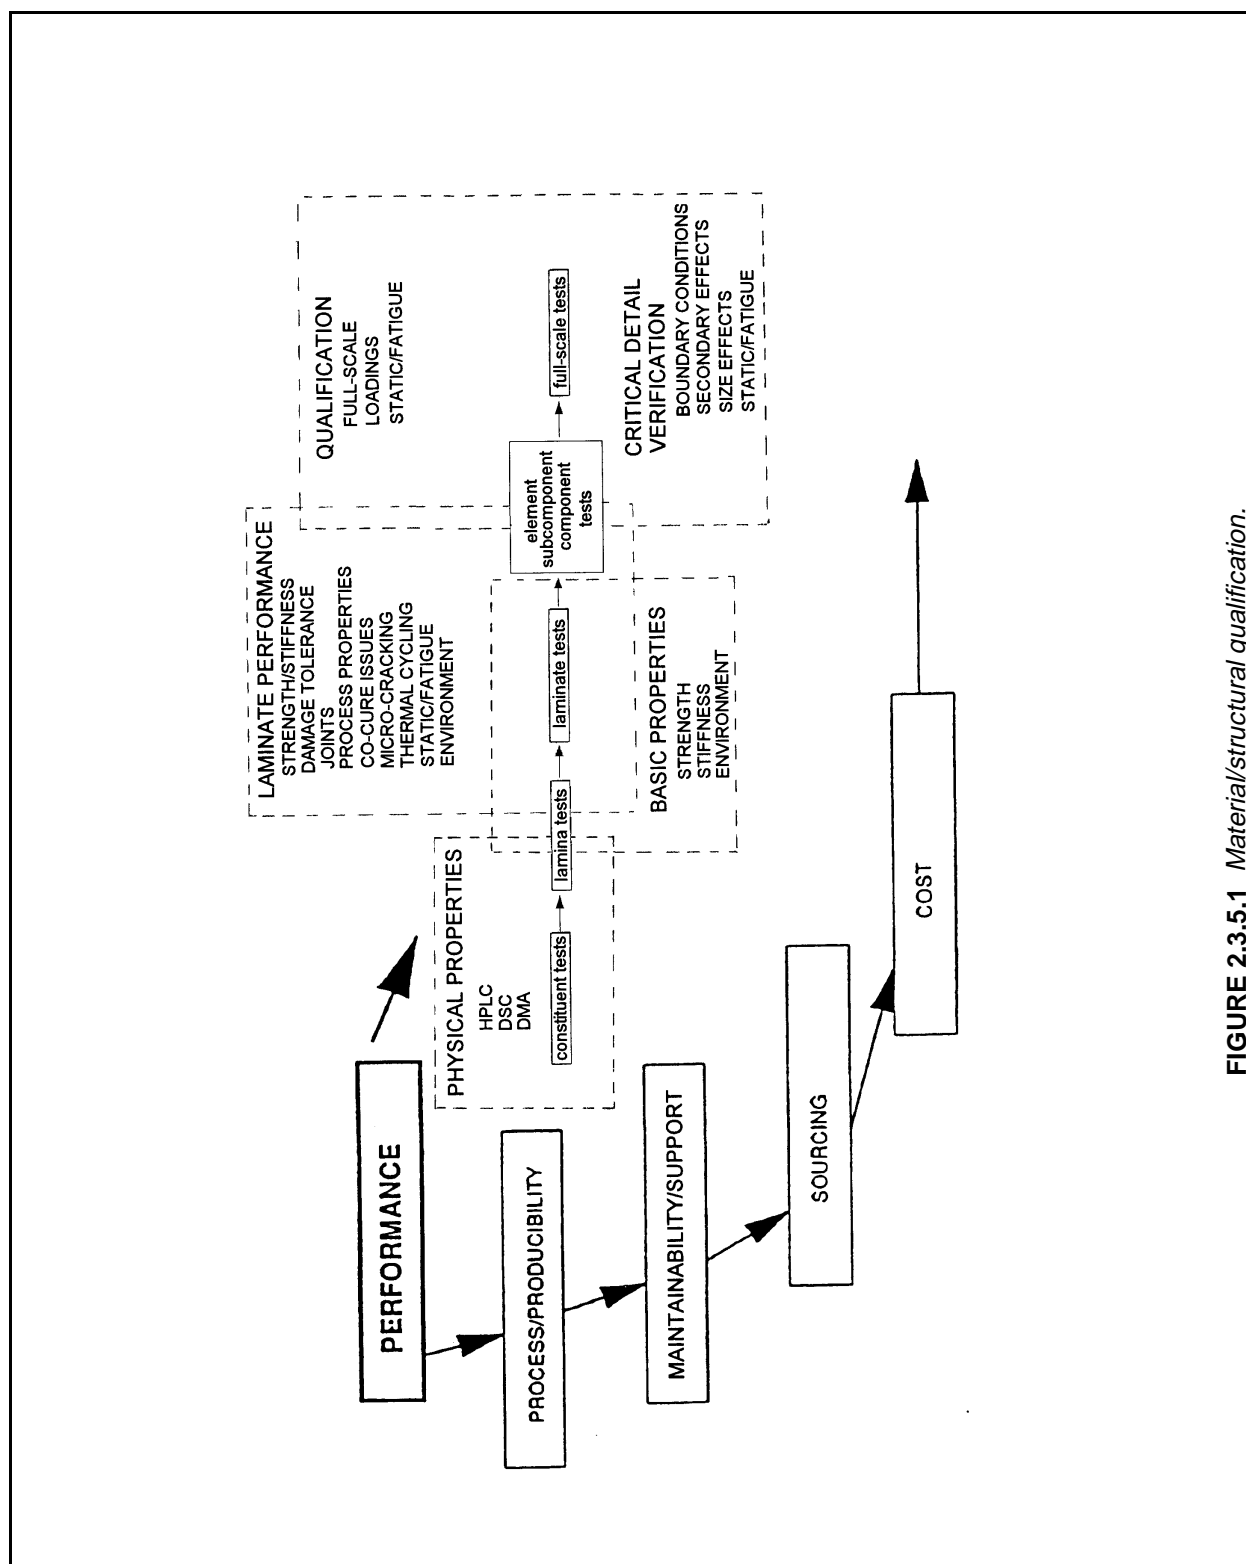 PERFORMANCE
PROCESS/PRODUCIBILITY
MAINTAINABILITY/SUPPORT
SOURCING
COST
PHYSICAL PROPERTIES
HPLC
DSC
DMA
constituent tests
lamina tests
laminate tests
element
subcomponent
component
tests
full-scale tests
LAMINATE PERFORMANCE
STRENGTH/STIFFNESS
DAMAGE TOLERANCE
JOINTS
PROCESS PROPERTIES
CO-CURE ISSUES
MICRO-CRACKING
THERMAL CYCLING
STATIC/FATIGUE
ENVIRONMENT
BASIC PROPERTIES
STRENGTH
STIFFNESS
ENVIRONMENT
QUALIFICATION
FULL-SCALE
LOADINGS
STATIC/FATIGUE
CRITICAL DETAIL
VERIFICATION
BOUNDARY CONDITIONS
SECONDARY EFFECTS
SIZE EFFECTS
STATIC/FATIGUE
FIGURE 2.3.5.1 Material/structural qualification.